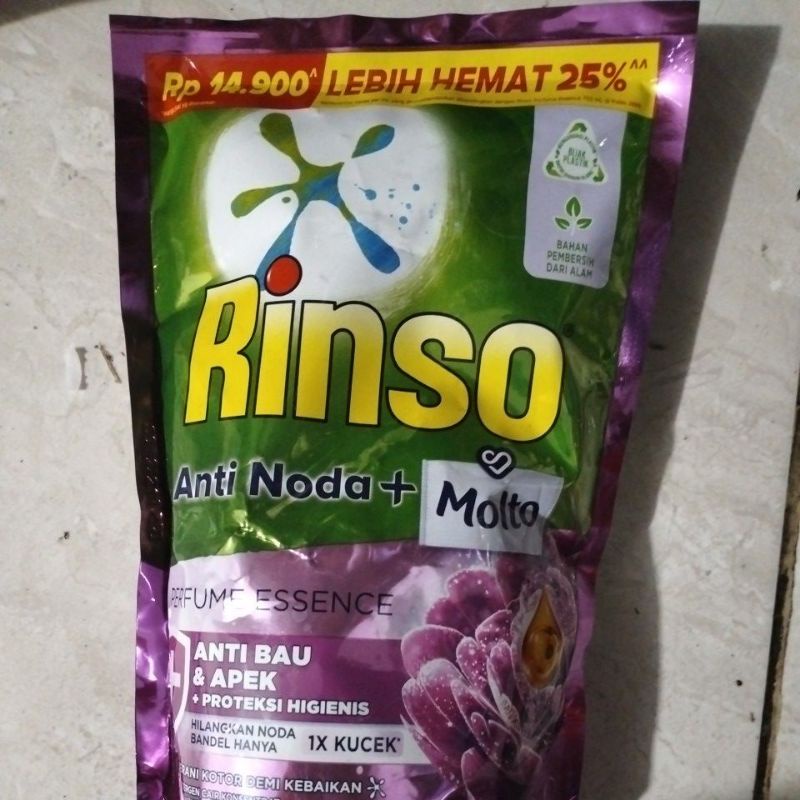 Rp 14.900^ LEBIH HEMAT 25%^^
BIJAK
PLASTIK
BAHAN
PEMBERSIH
DARI ALAM
Rinso
Anti Noda + Molto
PERFUME ESSENCE
ANTI BAU
& APEK
+ PROTEKSI HIGIENIS
HILANGKAN NODA
BANDEL HANYA 1X KUCEK*
ERANI KOTOR DEMI KEBAIKAN